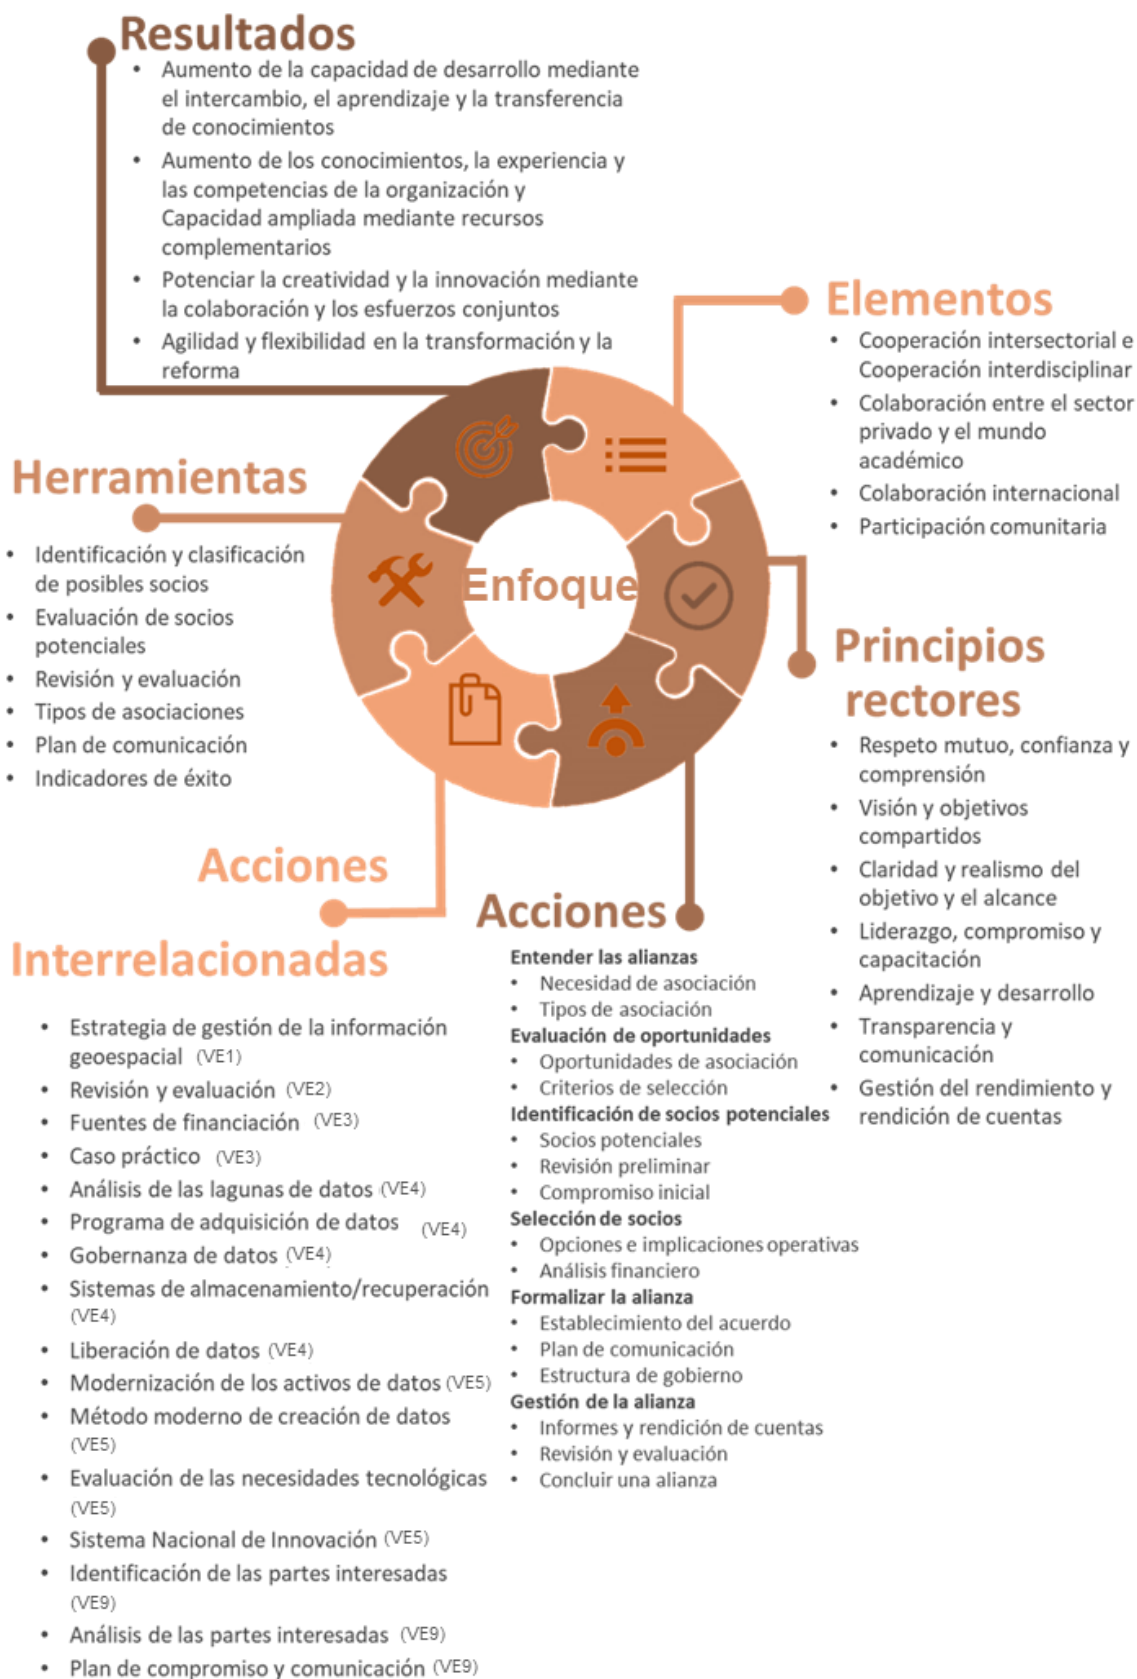 Resultados
• Aumento de la capacidad de desarrollo mediante
el intercambio, el aprendizaje y la transferencia
de conocimientos
• Aumento de los conocimientos, la experiencia y
las competencias de la organización y
Capacidad ampliada mediante recursos
complementarios
• Potenciar la creatividad y la innovación mediante
la colaboración y los esfuerzos conjuntos
• Agilidad y flexibilidad en la transformación y la
reforma
Elementos
• Cooperación intersectorial e
Cooperación interdisciplinar
• Colaboración entre el sector
privado y el mundo
académico
• Colaboración internacional
• Participación comunitaria
Herramientas
• Identificación y clasificación
de posibles socios
• Evaluación de socios
potenciales
• Revisión y evaluación
• Tipos de asociaciones
• Plan de comunicación
• Indicadores de éxito
Enfoque
Principios
rectores
• Respeto mutuo, confianza y
comprensión
• Visión y objetivos
compartidos
• Claridad y realismo del
objetivo y el alcance
• Liderazgo, compromiso y
capacitación
• Aprendizaje y desarrollo
• Transparencia y
comunicación
• Gestión del rendimiento y
rendición de cuentas
Acciones
Interrelacionadas
• Estrategia de gestión de la información
geoespacial (VE1)
• Revisión y evaluación (VE2)
• Fuentes de financiación (VE3)
• Caso práctico (VE3)
• Análisis de las lagunas de datos (VE4)
• Programa de adquisición de datos (VE4)
• Gobernanza de datos (VE4)
• Sistemas de almacenamiento/recuperación
(VE4)
• Liberación de datos (VE4)
• Modernización de los activos de datos (VE5)
• Método moderno de creación de datos
(VE5)
• Evaluación de las necesidades tecnológicas
(VE5)
• Sistema Nacional de Innovación (VE5)
• Identificación de las partes interesadas
(VE9)
• Análisis de las partes interesadas (VE9)
• Plan de compromiso y comunicación (VE9)
Acciones
Entender las alianzas
• Necesidad de asociación
• Tipos de asociación
Evaluación de oportunidades
• Oportunidades de asociación
• Criterios de selección
Identificación de socios potenciales
• Socios potenciales
• Revisión preliminar
• Compromiso inicial
Selección de socios
• Opciones e implicaciones operativas
• Análisis financiero
Formalizar la alianza
• Establecimiento del acuerdo
• Plan de comunicación
• Estructura de gobierno
Gestión de la alianza
• Informes y rendición de cuentas
• Revisión y evaluación
• Concluir una alianza